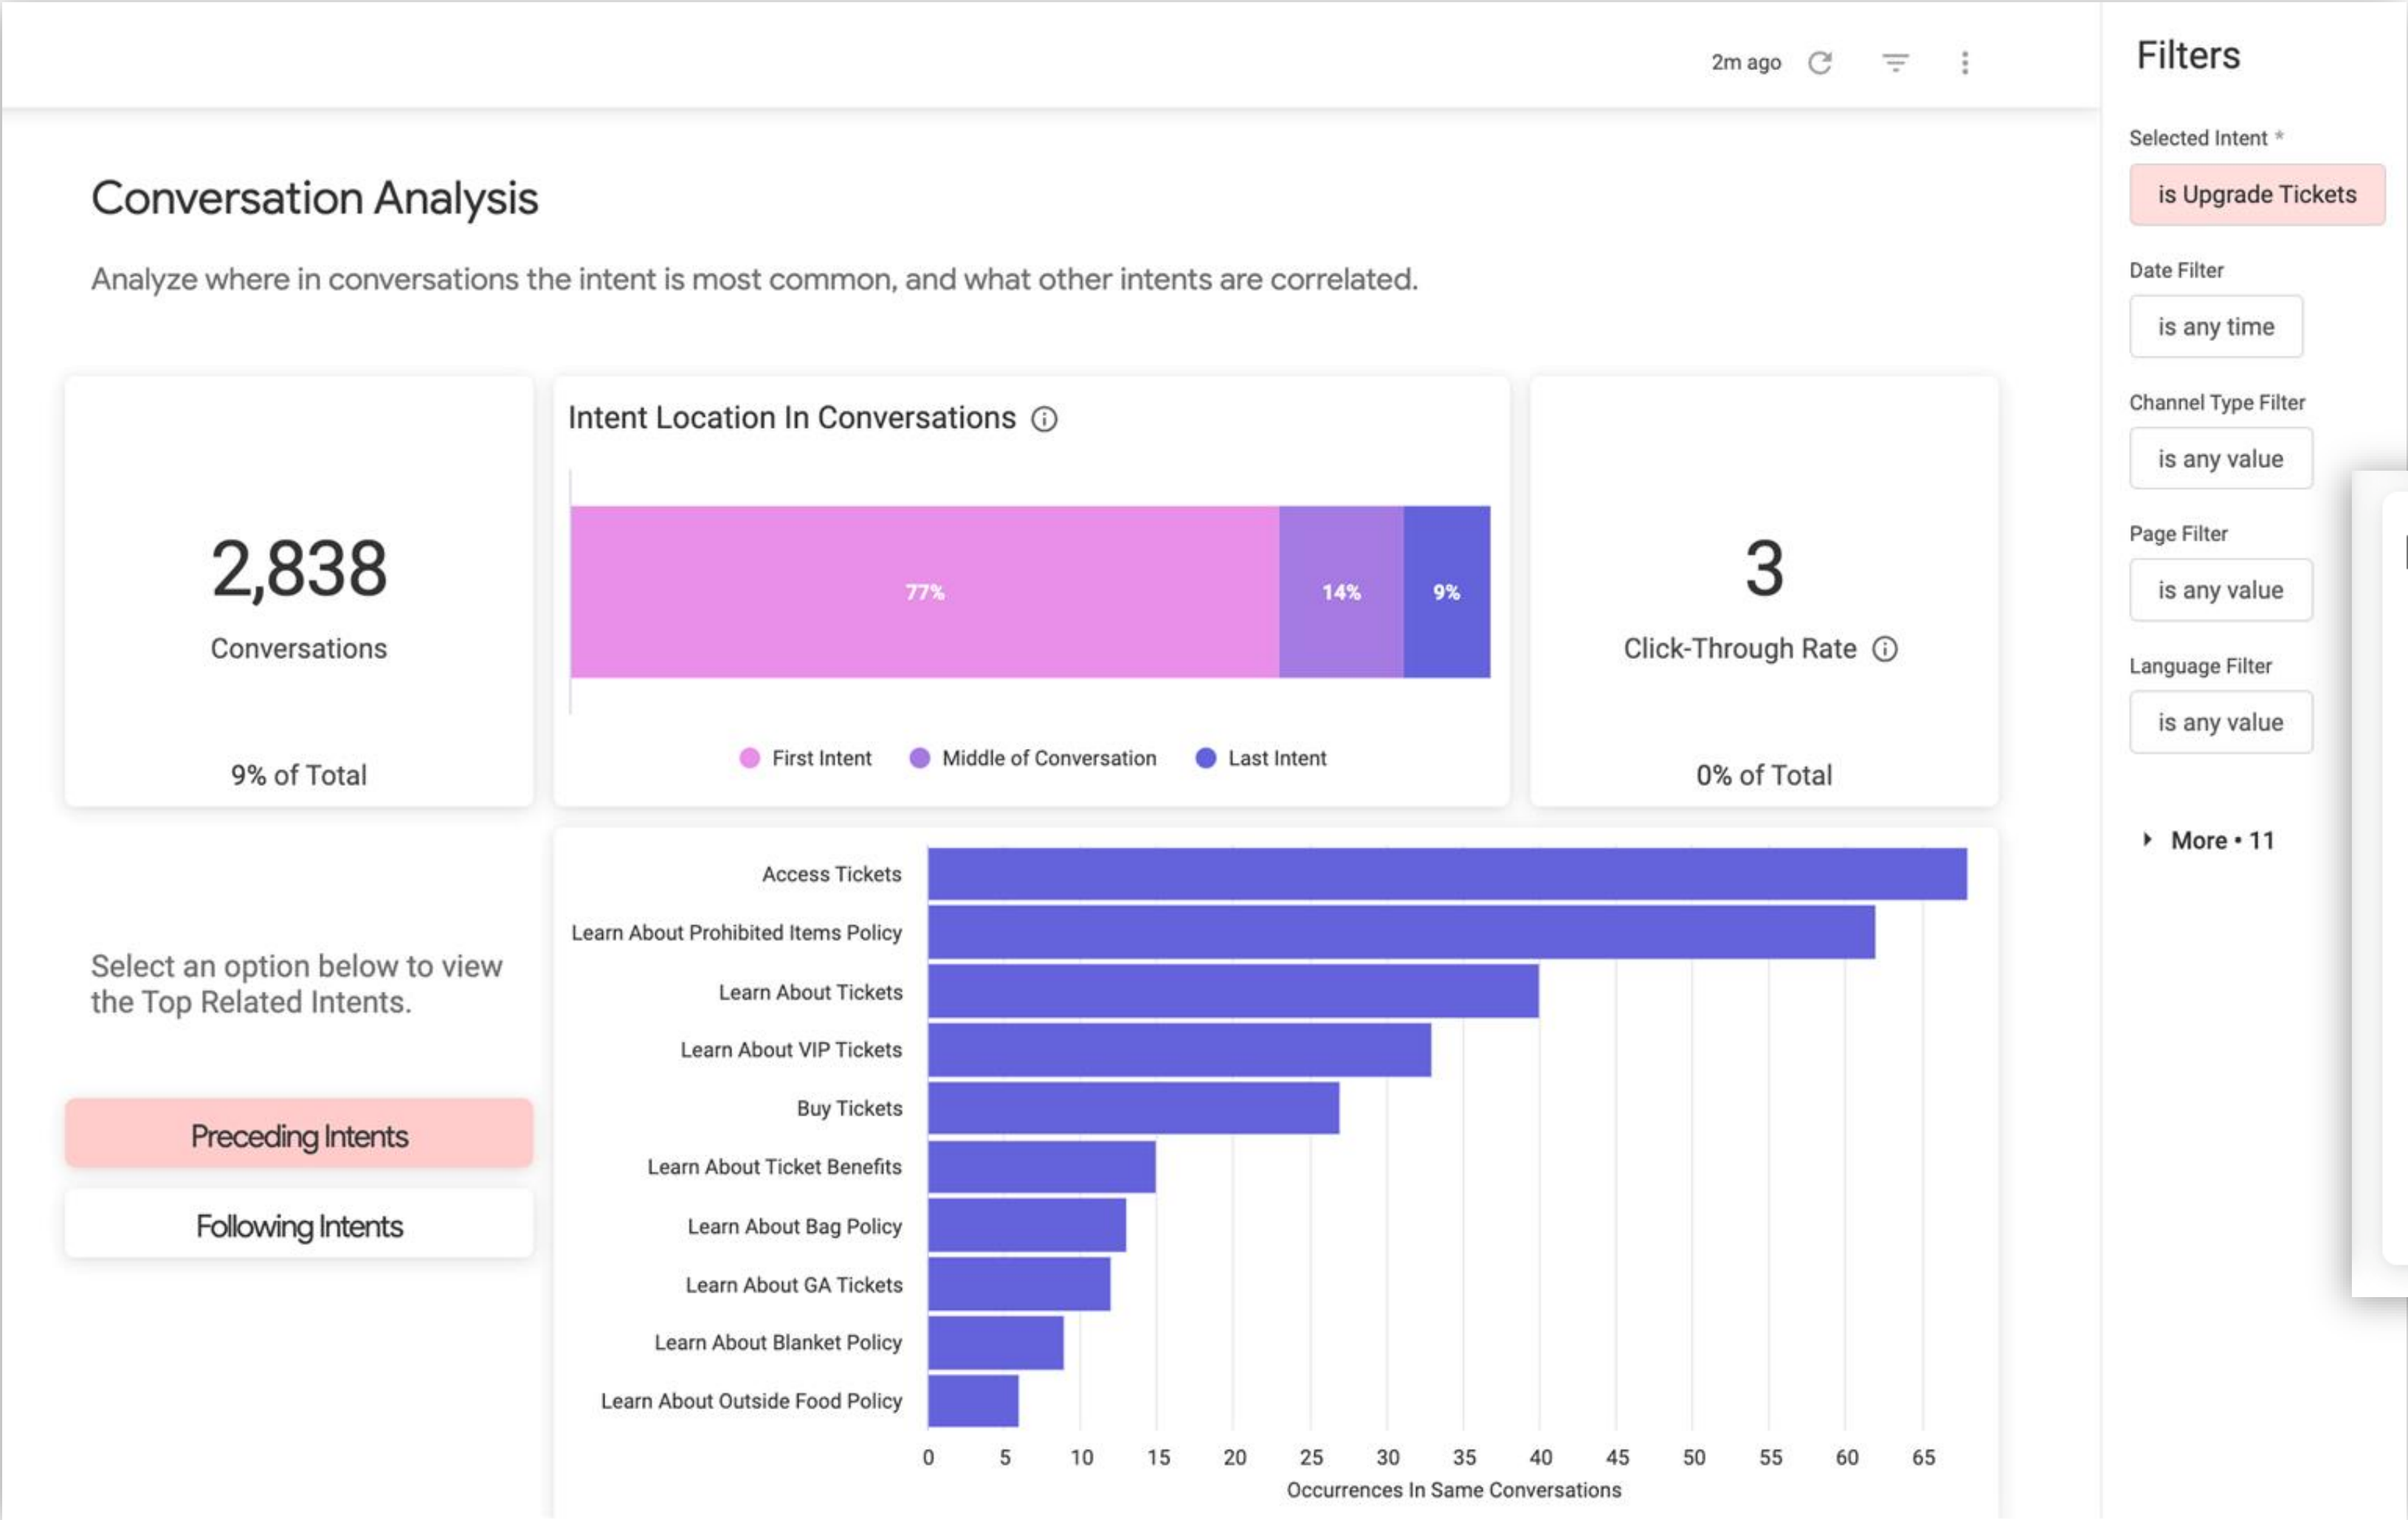 2m ago
Filters
Selected Intent *
is Upgrade Tickets
Date Filter
is any time
Channel Type Filter
is any value
Page Filter
is any value
Language Filter
is any value
More • 11
Conversation Analysis
Analyze where in conversations the intent is most common, and what other intents are correlated.
2,838
Conversations
9% of Total
Intent Location In Conversations
77%
14%
9%
First Intent
Middle of Conversation
Last Intent
3
Click-Through Rate
0% of Total
Select an option below to view
the Top Related Intents.
Preceding Intents
Following Intents
Access Tickets
Learn About Prohibited Items Policy
Learn About Tickets
Learn About VIP Tickets
Buy Tickets
Learn About Ticket Benefits
Learn About Bag Policy
Learn About GA Tickets
Learn About Blanket Policy
Learn About Outside Food Policy
0 5 10 15 20 25 30 35 40 45 50 55 60 65
Occurrences In Same Conversations